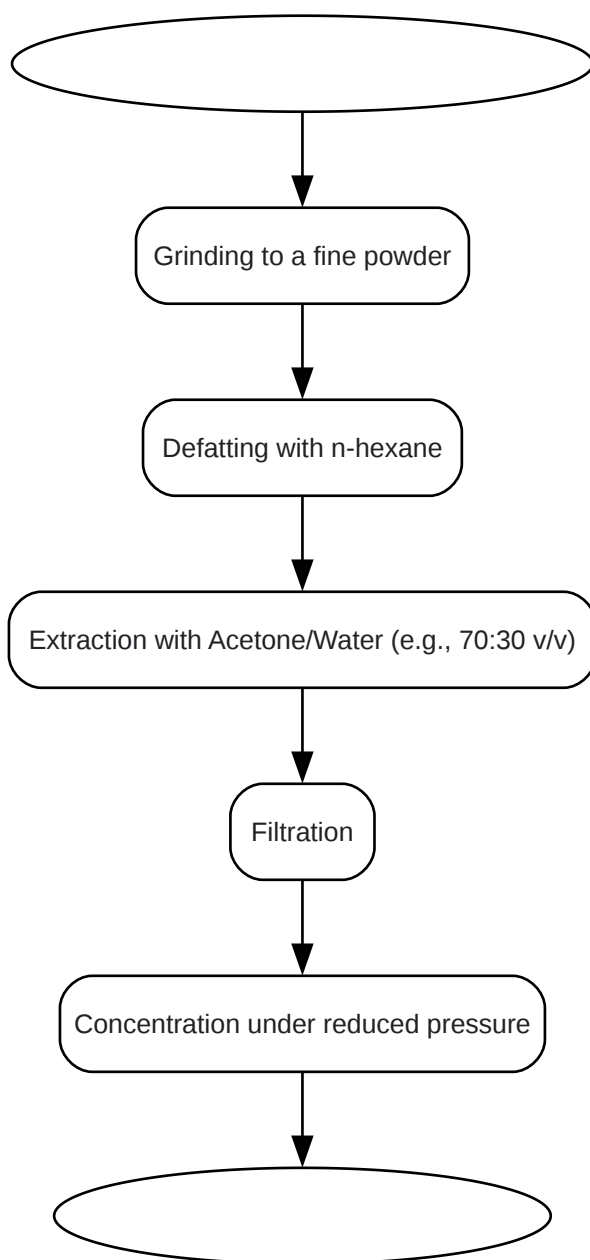 Grinding to a fine powder
Defatting with n-hexane
Extraction with Acetone/Water (e.g., 70:30 v/v)
Filtration
Concentration under reduced pressure